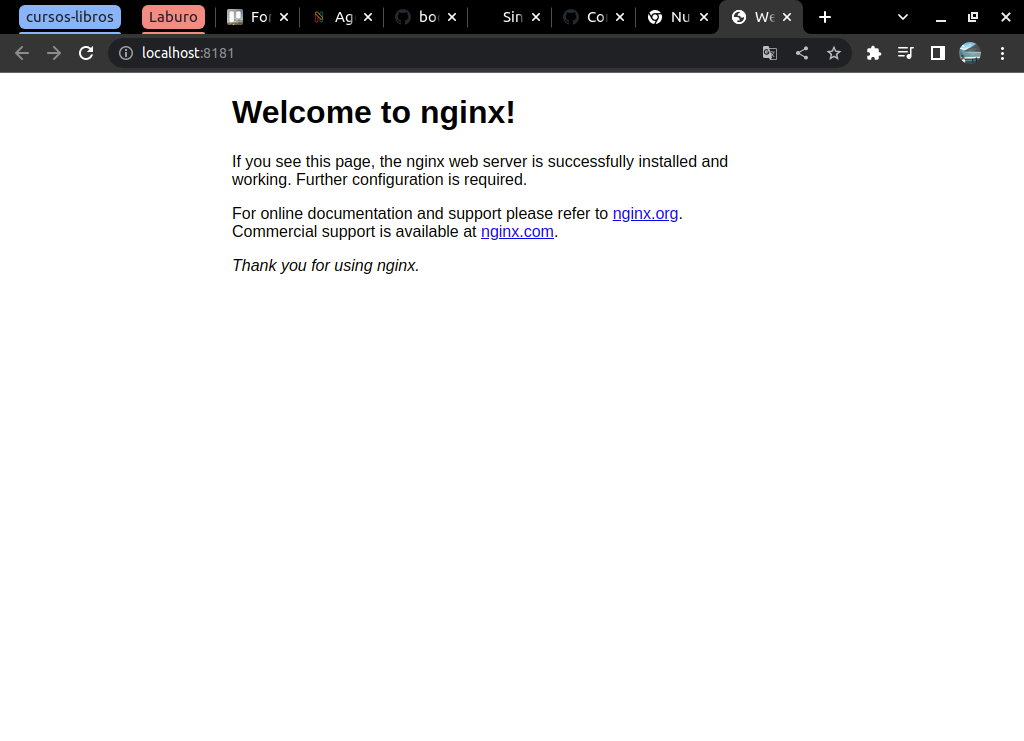 cursos-libros
Laburo
For
Ag
bo
Sin
Co
Nu
We
localhost:8181
Welcome to nginx!
If you see this page, the nginx web server is successfully installed and
working. Further configuration is required.
For online documentation and support please refer to nginx.org.
Commercial support is available at nginx.com.
Thank you for using nginx.